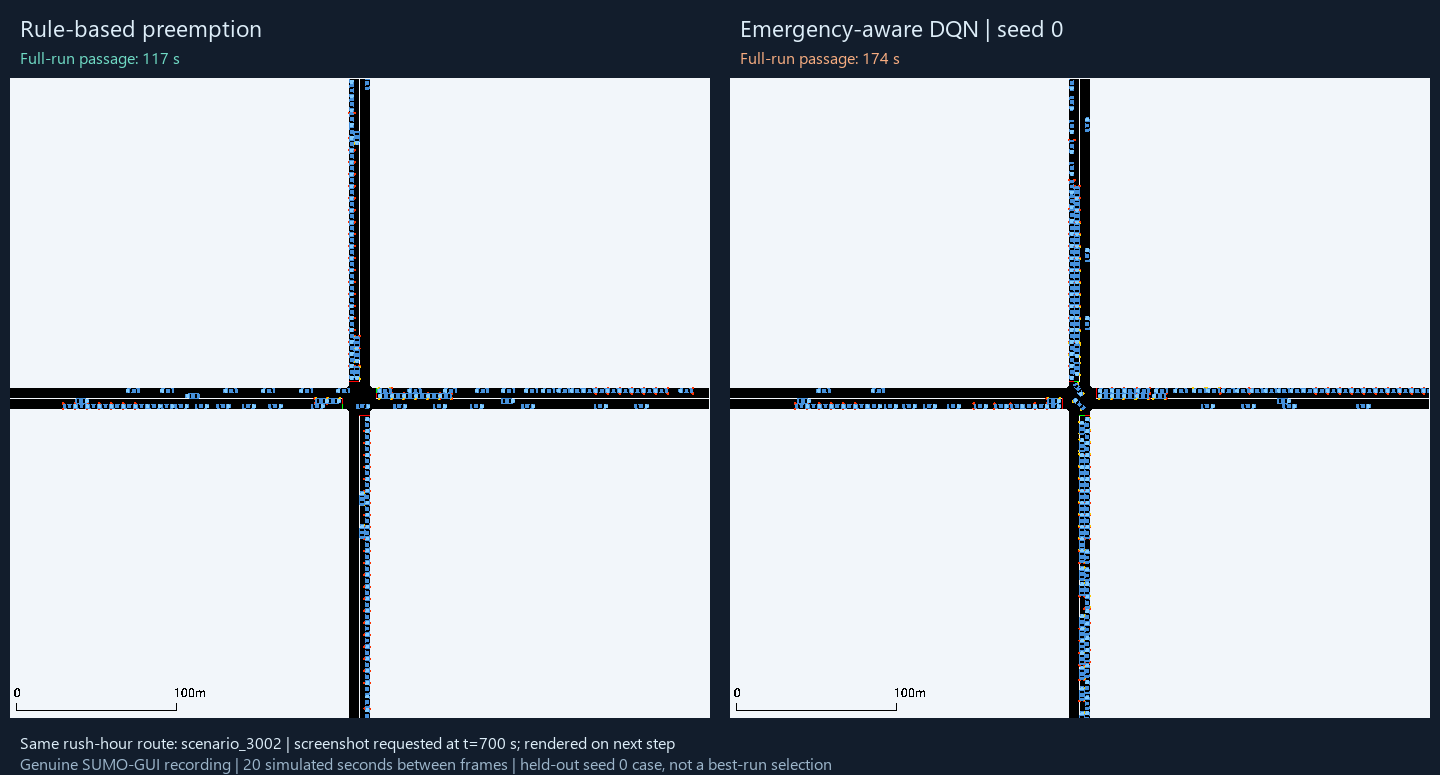 Rule-based preemption
Full-run passage: 117 s
Emergency-aware DQN | seed 0
Full-run passage: 174 s
0 100m
0 100m
Same rush-hour route: scenario_3002 | screenshot requested at t=700 s; rendered on next step
Genuine SUMO-GUI recording | 20 simulated seconds between frames | held-out seed 0 case, not a best-run selection